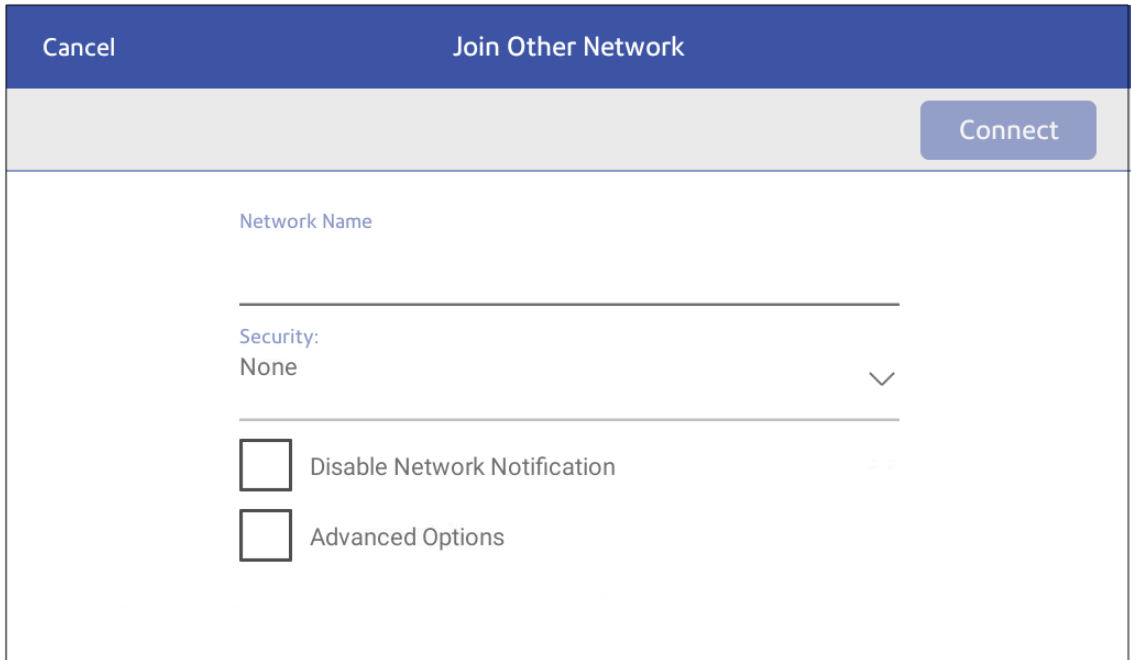 Cancel
Join Other Network
Connect
Network Name
Security:
None
Disable Network Notification
Advanced Options